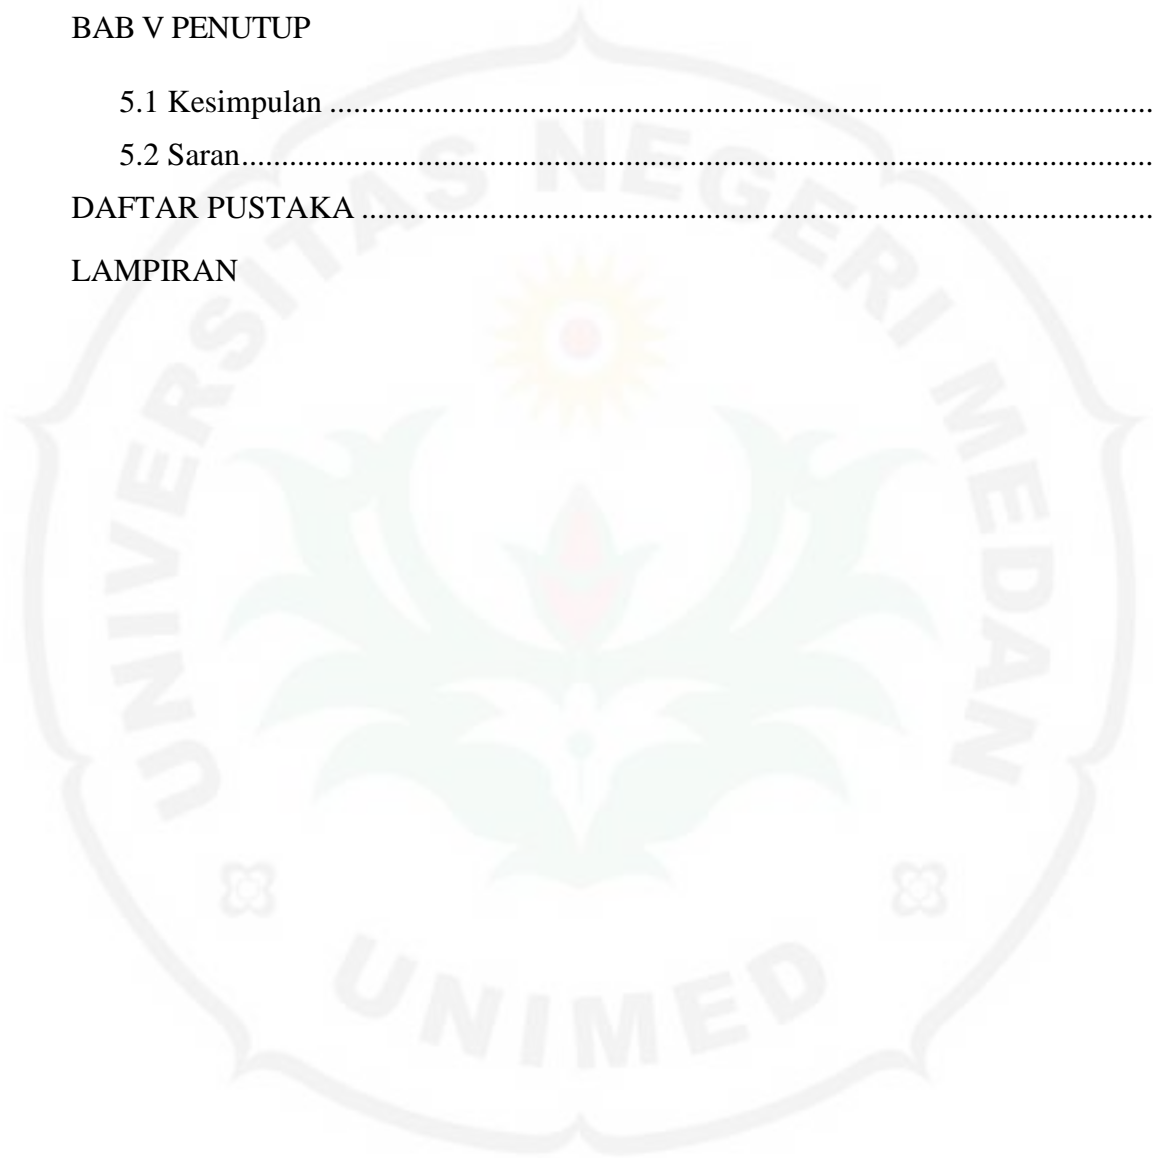 BAB V PENUTUP
5.1 Kesimpulan ........................................................................................................
5.2 Saran...................................................................................................................
DAFTAR PUSTAKA ....................................................................................................
LAMPIRAN
UNIVERSITAS NEGERI MEDAN
UNIMED